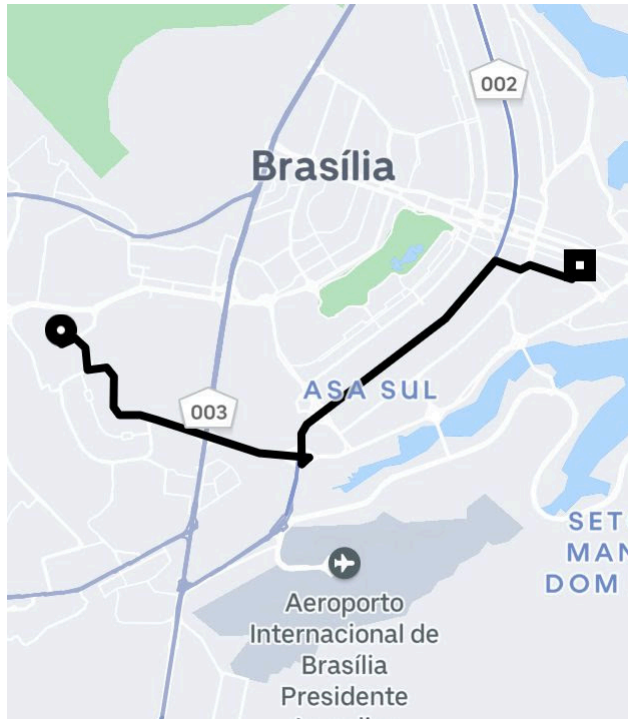 002
Brasília
ASA SUL
003
SET
MAN
DOM
Aeroporto
Internacional de
Brasília
Presidente